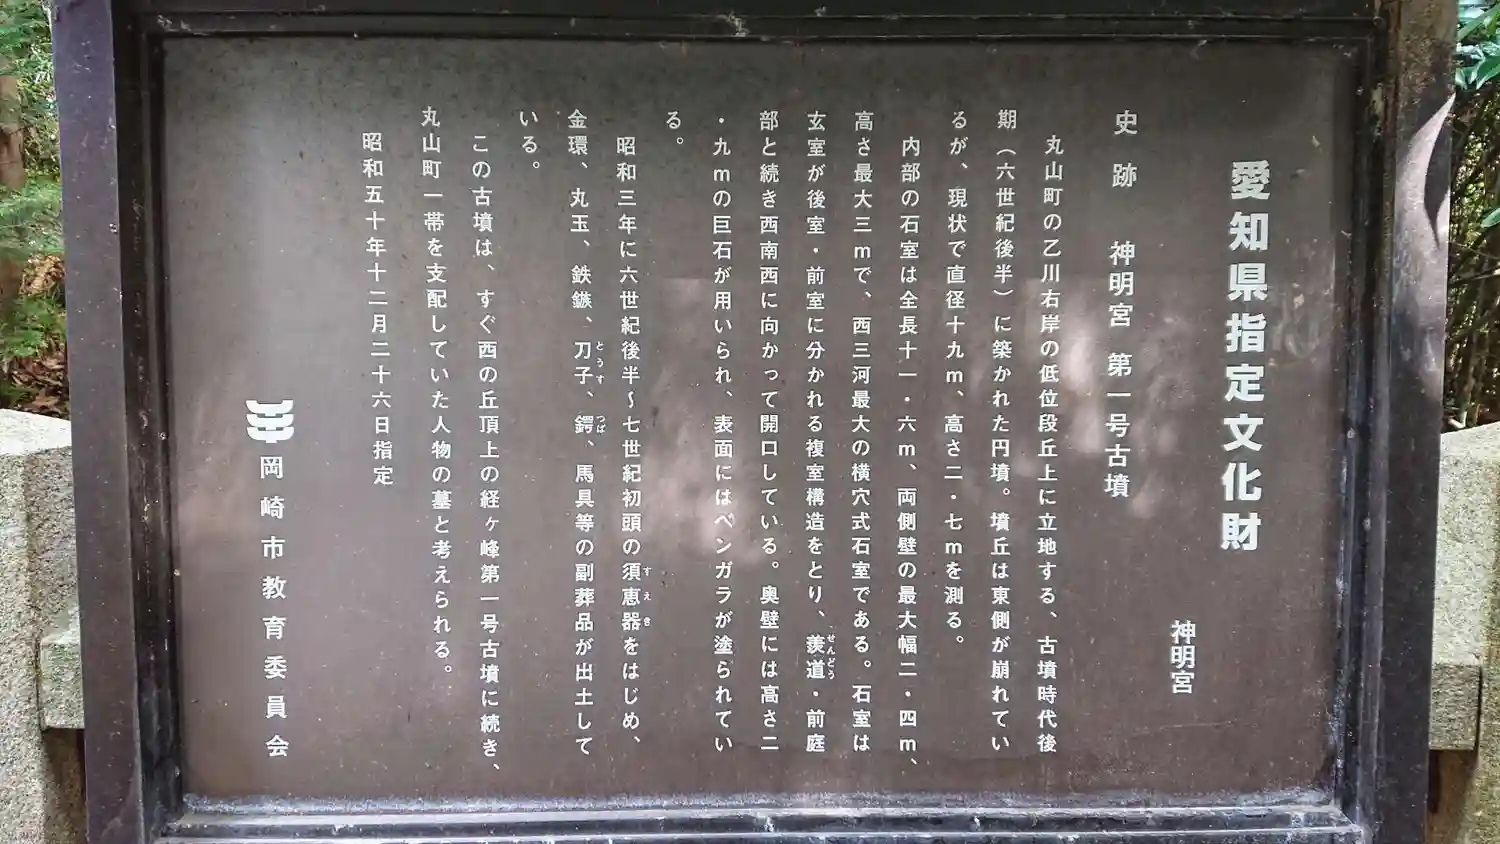 愛知県指定文化財
神明宮
史跡 神明宮 第一号古墳
丸山町の乙川右岸の低位段丘上に立地する、古墳時代後
期（六世紀後半）に築かれた円墳。墳丘は東側が崩れてい
るが、現状で直径十九m、高さ二・七mを測る。
内部の石室は全長十一・六m、両側壁の最大幅二・四m、
高さ最大三mで、西三河最大の横穴式石室である。石室は
玄室が後室・前室に分かれる複室構造をとり、羨道・前庭
せんどう
部と続き西南西に向かって開口している。奥壁には高さ二
・九mの巨石が用いられ、表面にはベンガラが塗られてい
る。
昭和三年に六世紀後半～七世紀初頭の須恵器をはじめ、
すえき
金環、丸玉、鉄鏃、刀子、鍔、馬具等の副葬品が出土して
とうす つば
いる。
この古墳は、すぐ西の丘頂上の経ヶ峰第一号古墳に続き、
丸山町一帯を支配していた人物の墓と考えられる。
昭和五十年十二月二十六日指定
岡崎市教育委員会